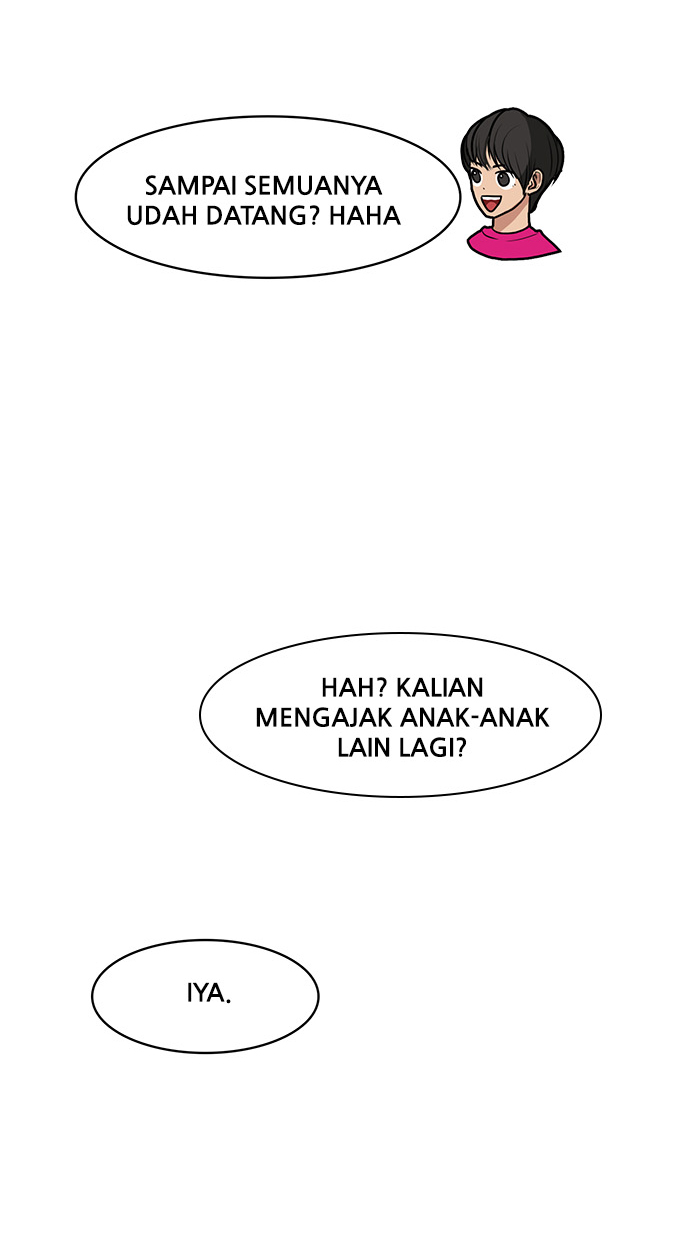 SAMPAI SEMUANYA
UDAH DATANG? HAHA
HAH? KALIAN
MENGAJAK ANAK-ANAK
LAIN LAGI?
IYA.